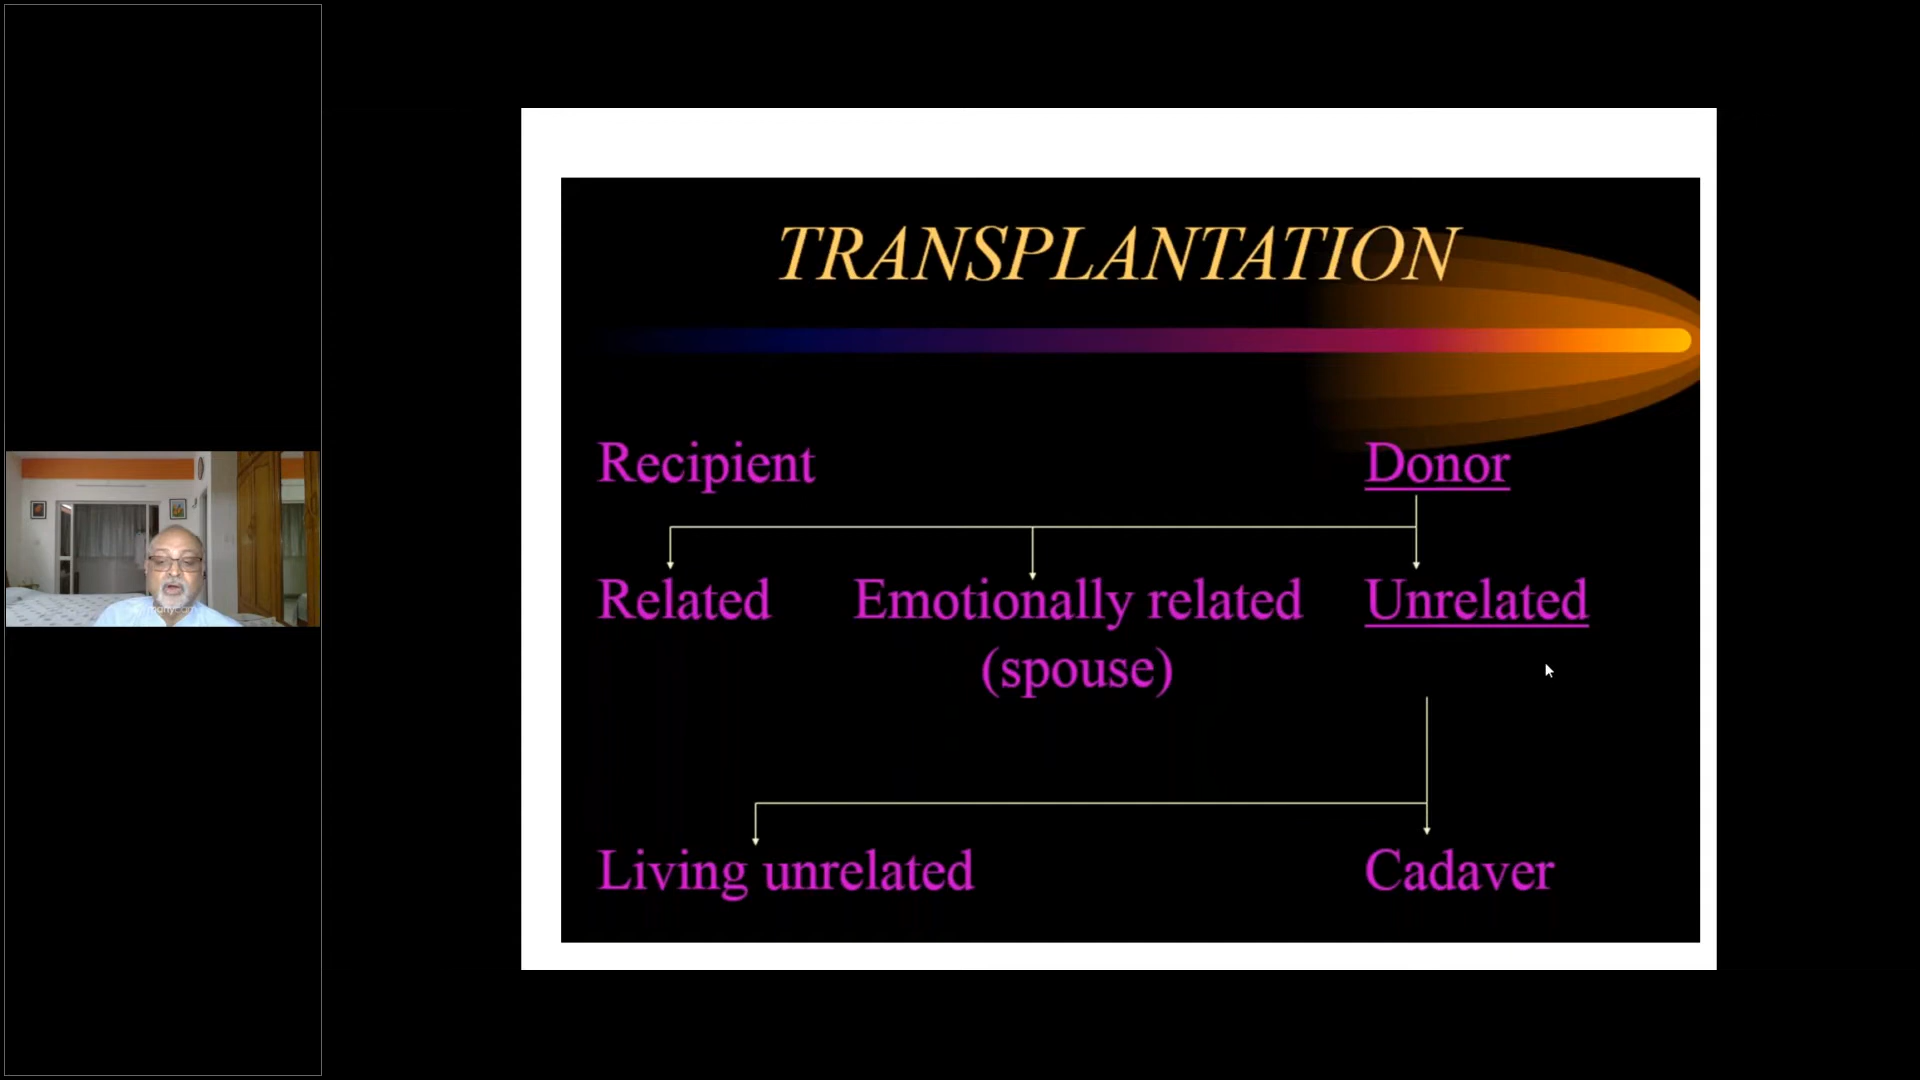 TRANSPLANTATION
Recipient Donor
Related Emotionally related Unrelated
(spouse)
Living unrelated Cadaver